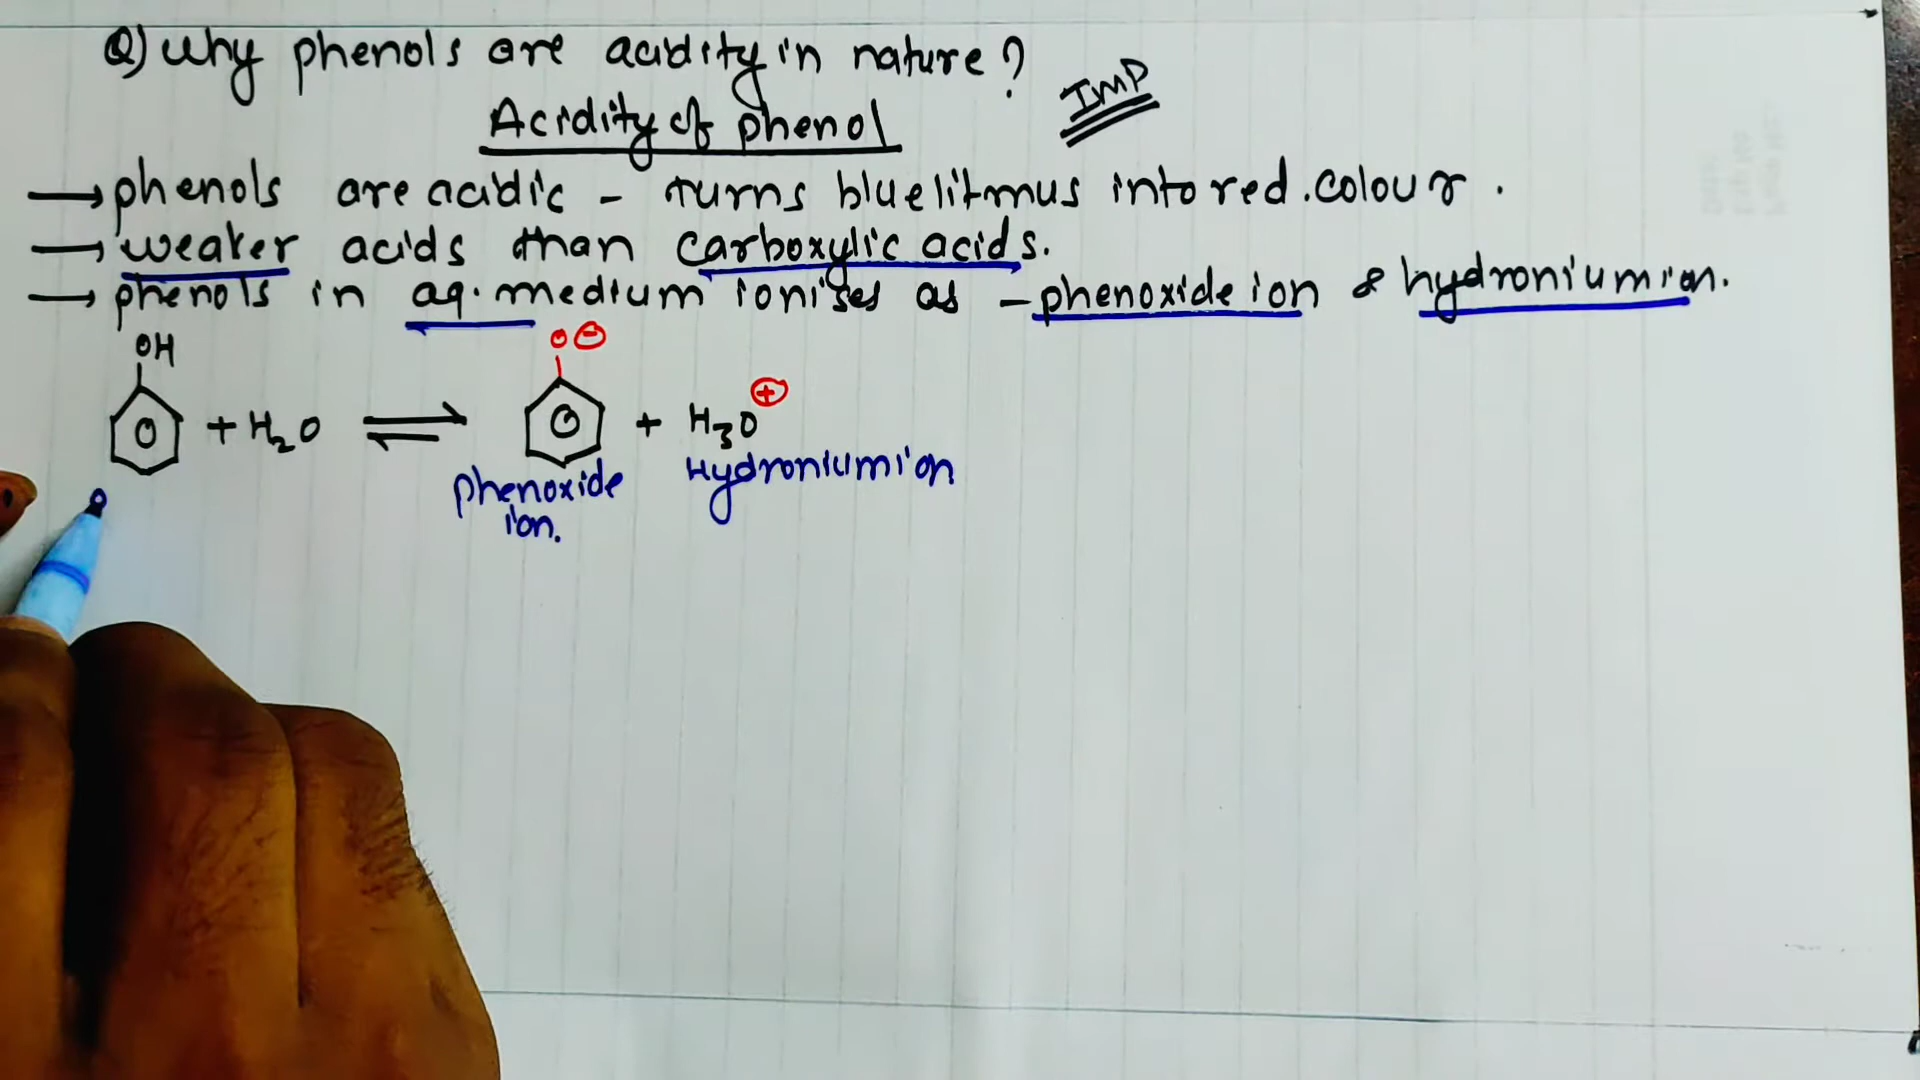 Q) Why phenols are acidity in nature?
IMP
Acidity of phenol
→ phenols are acidic - turns blue litmus into red.colour.
→ weaker acids than carboxylic acids.
→ phenols in aq. medium ionises as - phenoxide ion & hydronium ion.
OH O⊖
+ H₂O ⇌ + H₃O⊕
phenoxide ion. Hydronium ion